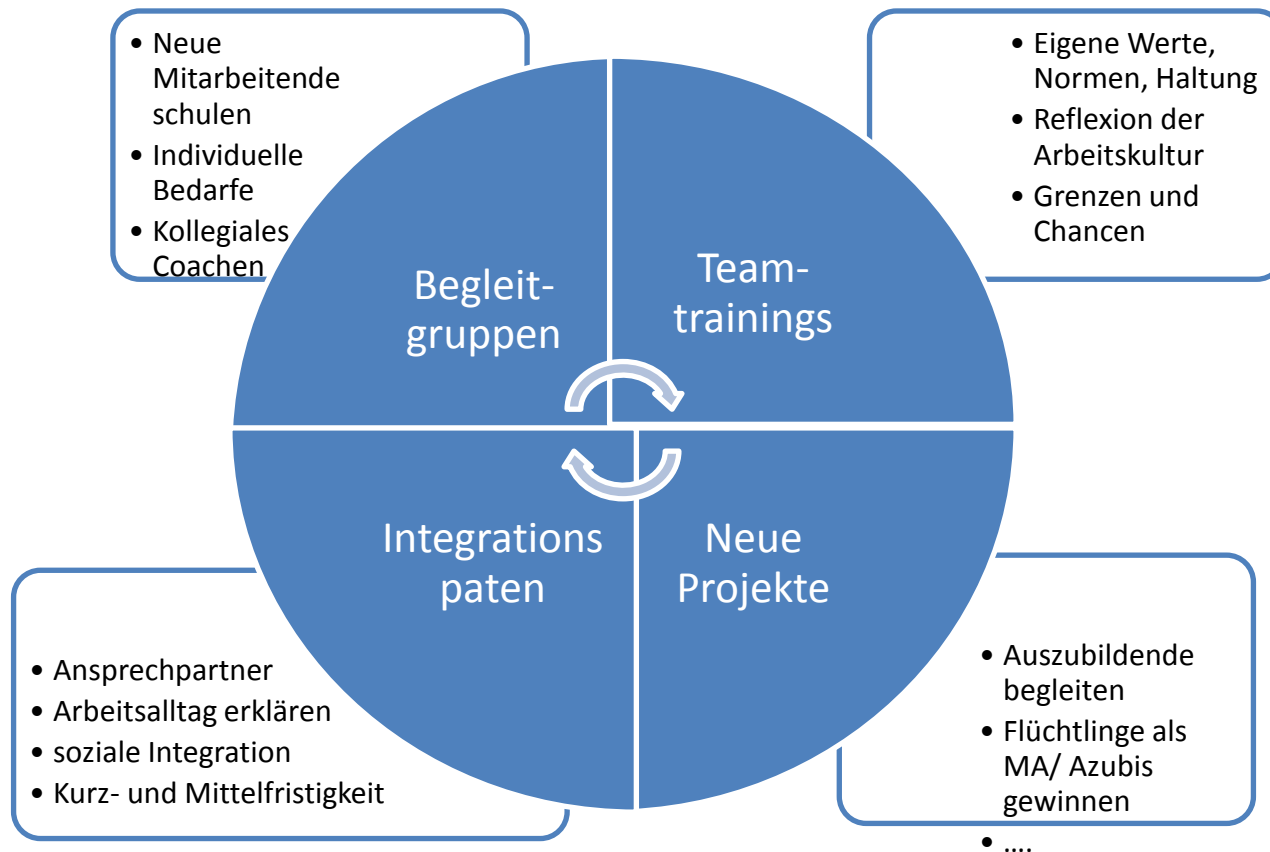 • Neue
Mitarbeitende
schulen
• Individuelle
Bedarfe
• Kollegiales
Coachen
• Eigene Werte,
Normen, Haltung
• Reflexion der
Arbeitskultur
• Grenzen und
Chancen
Begleit-
gruppen
Team-
trainings
Integrations
paten
Neue
Projekte
• Ansprechpartner
• Arbeitsalltag erklären
• soziale Integration
• Kurz- und Mittelfristigkeit
• Auszubildende
begleiten
• Flüchtlinge als
MA/ Azubis
gewinnen
• ....